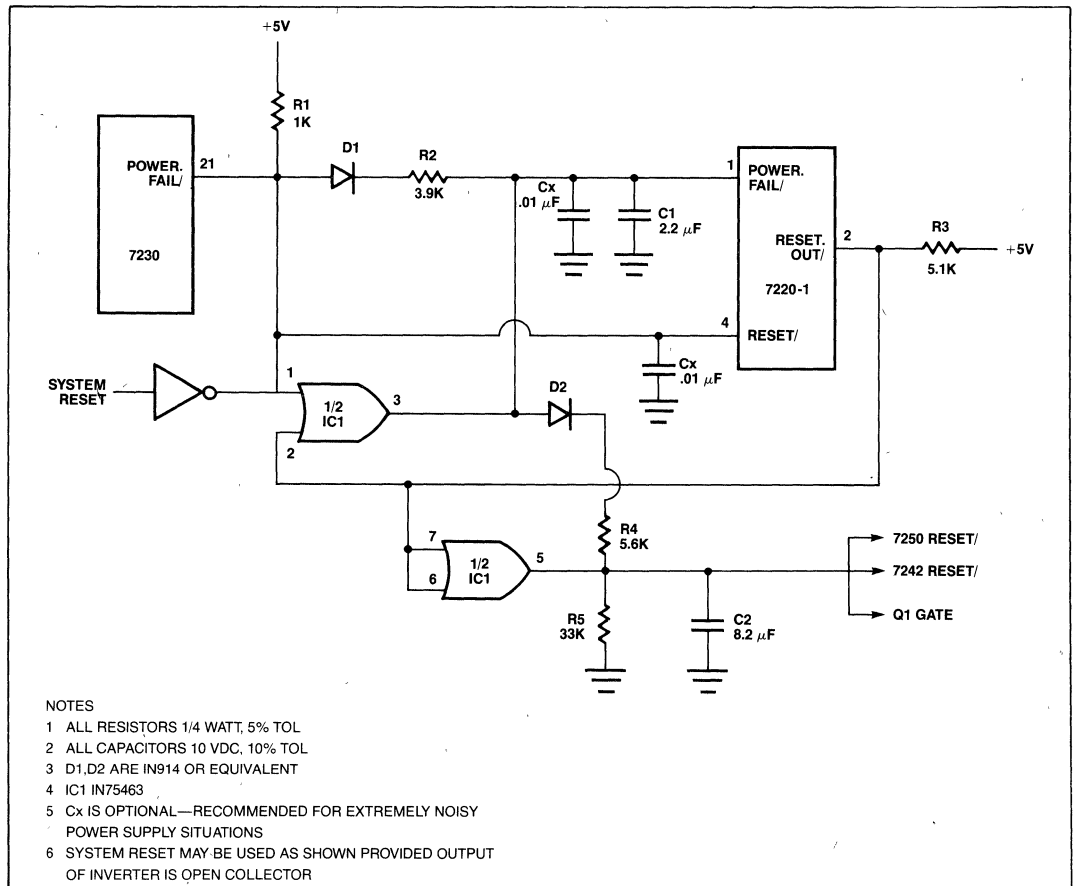 +5V
R1
1K
D1
R2
3.9K
POWER.
FAIL/
21
7230
Cx
.01 μF
C1
2.2 μF
1
POWER.
FAIL/
RESET.
OUT/
2
7220-1
4
RESET/
R3
5.1K
+5V
Cx
.01 μF
SYSTEM
RESET
1
1/2
IC1
3
2
D2
R4
5.6K
7
1/2
IC1
6
5
R5
33K
C2
8.2 μF
7250 RESET/
7242 RESET/
Q1 GATE
NOTES
1 ALL RESISTORS 1/4 WATT, 5% TOL
2 ALL CAPACITORS 10 VDC, 10% TOL
3 D1,D2 ARE IN914 OR EQUIVALENT
4 IC1 IN75463
5 Cx IS OPTIONAL—RECOMMENDED FOR EXTREMELY NOISY
POWER SUPPLY SITUATIONS
6 SYSTEM RESET MAY BE USED AS SHOWN PROVIDED OUTPUT
OF INVERTER IS OPEN COLLECTOR